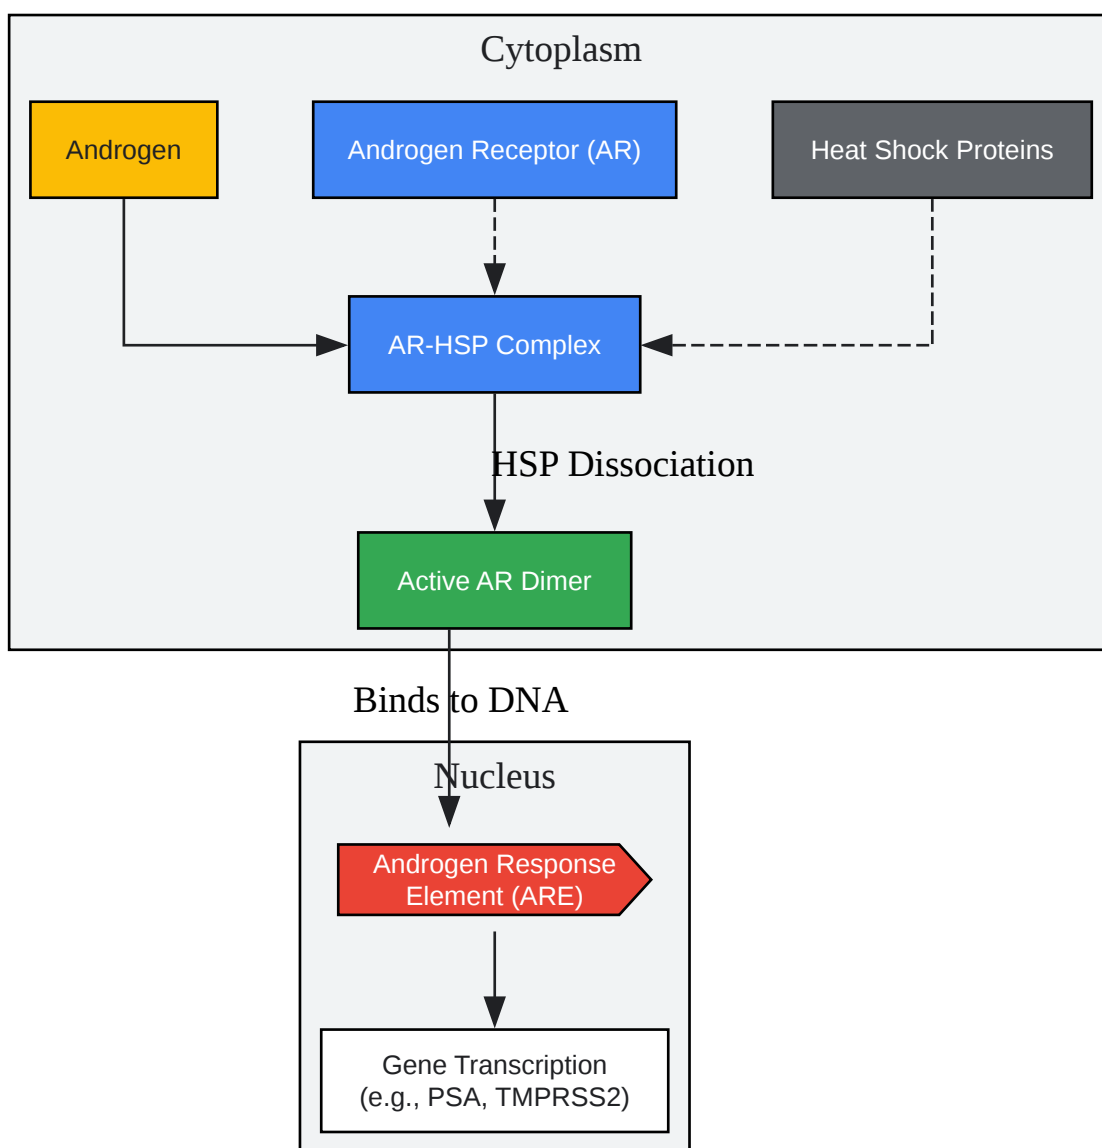 Cytoplasm
Androgen
Androgen Receptor (AR)
Heat Shock Proteins
AR-HSP Complex
HSP Dissociation
Active AR Dimer
Binds to DNA
Nucleus
Androgen Response
Element (ARE)
Gene Transcription
(e.g., PSA, TMPRSS2)